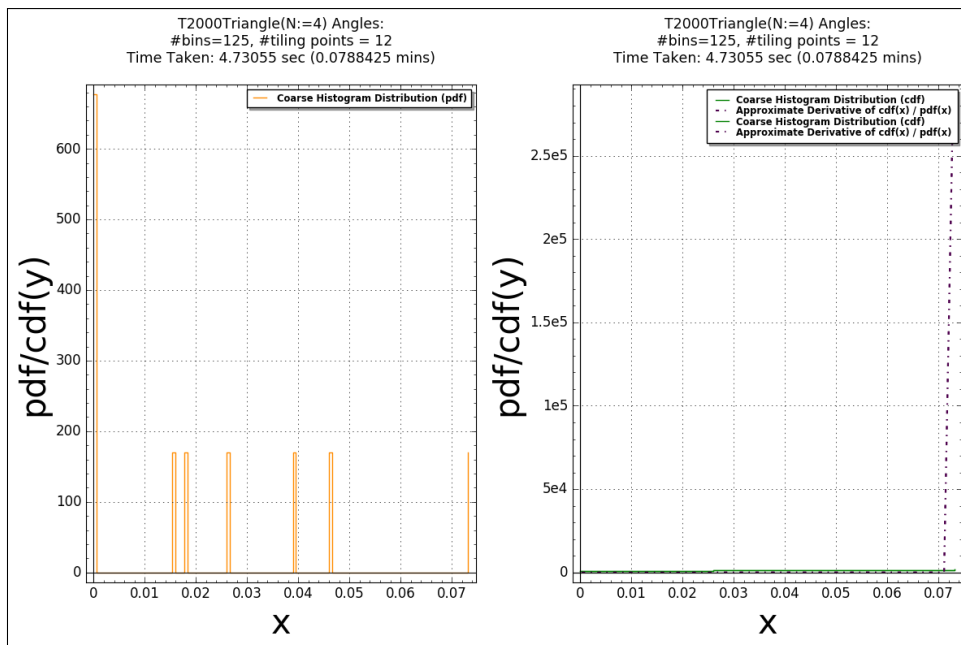 T2000Triangle(N:=4) Angles:
#bins=125, #tiling points = 12
Time Taken: 4.73055 sec (0.0788425 mins)
Coarse Histogram Distribution (pdf)
600
500
400
300
200
100
0
0
0.01
0.02
0.03
0.04
0.05
0.06
0.07
pdf/cdf(y)
x
T2000Triangle(N:=4) Angles:
#bins=125, #tiling points = 12
Time Taken: 4.73055 sec (0.0788425 mins)
Coarse Histogram Distribution (cdf)
Approximate Derivative of cdf(x) / pdf(x)
Coarse Histogram Distribution (cdf)
Approximate Derivative of cdf(x) / pdf(x)
2.5e5
2e5
1.5e5
1e5
5e4
0
0
0.01
0.02
0.03
0.04
0.05
0.06
0.07
pdf/cdf(y)
x